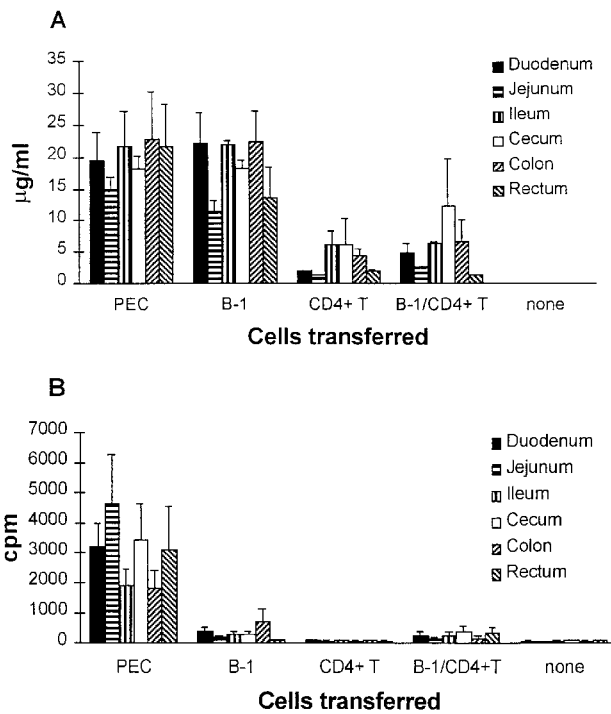 A
35
30
25
20
15
10
5
0
µg/ml
Duodenum
Jejunum
Ileum
Cecum
Colon
Rectum
PEC B-1 CD4+ T B-1/CD4+ T none
Cells transferred
B
7000
6000
5000
4000
3000
2000
1000
0
cpm
Duodenum
Jejunum
Ileum
Cecum
Colon
Rectum
PEC B-1 CD4+ T B-1/CD4+T none
Cells transferred